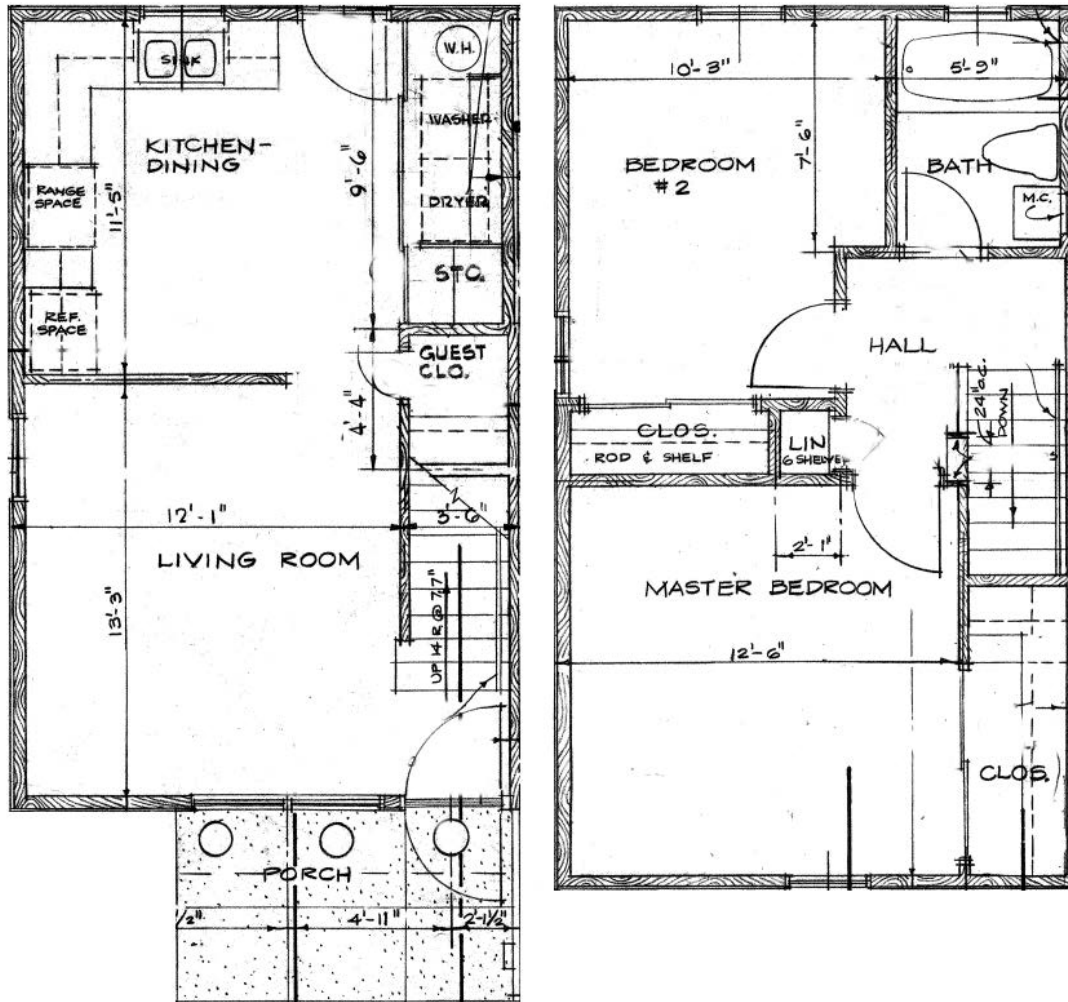 SINK
W.H.
WASHER
DRYER
KITCHEN-
DINING
RANGE
SPACE
REF.
SPACE
11'-5"
9'-6"
STO.
GUEST
CLO.
4'-4"
12'-1"
3'-6"
LIVING ROOM
13'-3"
UP 14 R @ 7.7"
PORCH
1/2"
4'-11"
2'-1½"
10'-3"
5'-9"
7'-6"
BEDROOM
#2
BATH
M.C.
HALL
24" O.C.
DOWN
CLOS.
ROD & SHELF
LIN
6 SHELVE
2'-1"
MASTER BEDROOM
12'-6"
CLOS.